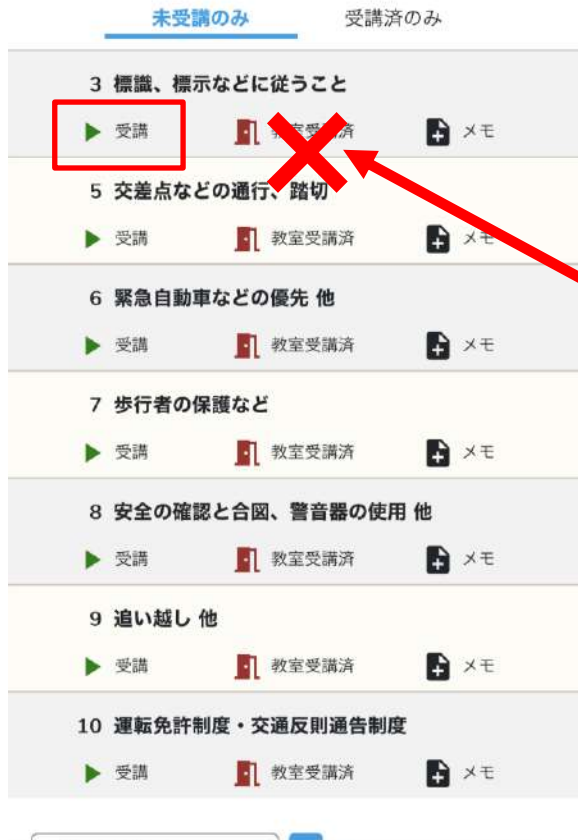 未受講のみ 受講済のみ
3 標識、標示などに従うこと
受講 メモ
5 交差点などの通行、踏切
受講 教室受講済 メモ
6 緊急自動車などの優先 他
受講 教室受講済 メモ
7 歩行者の保護など
受講 教室受講済 メモ
8 安全の確認と合図、警音器の使用 他
受講 教室受講済 メモ
9 追い越し 他
受講 教室受講済 メモ
10 運転免許制度・交通反則通告制度
受講 教室受講済 メモ